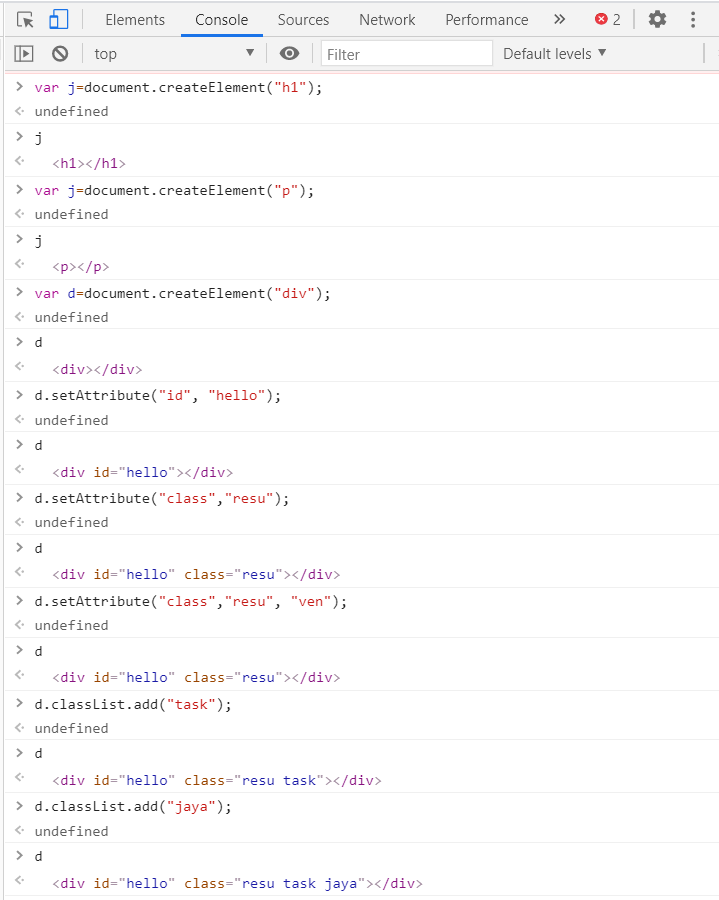 Elements Console Sources Network Performance 2
top Filter Default levels
var j=document.createElement("h1");
undefined
j
<h1></h1>
var j=document.createElement("p");
undefined
j
<p></p>
var d=document.createElement("div");
undefined
d
<div></div>
d.setAttribute("id", "hello");
undefined
d
<div id="hello"></div>
d.setAttribute("class","resu");
undefined
d
<div id="hello" class="resu"></div>
d.setAttribute("class","resu", "ven");
undefined
d
<div id="hello" class="resu"></div>
d.classList.add("task");
undefined
d
<div id="hello" class="resu task"></div>
d.classList.add("jaya");
undefined
d
<div id="hello" class="resu task jaya"></div>